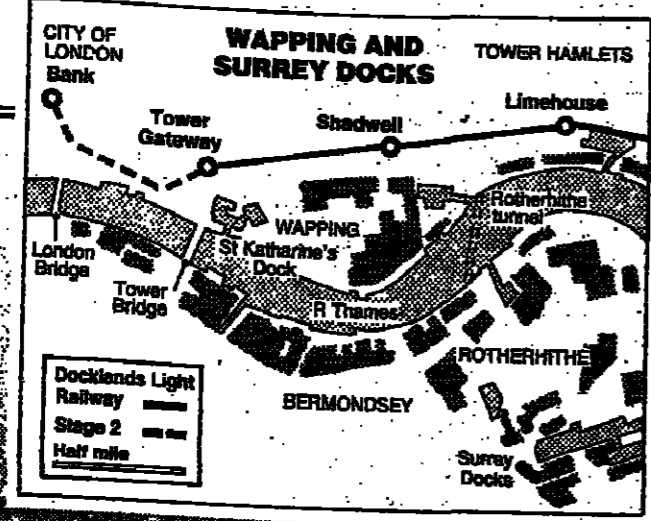 CITY OF
LONDON
Bank
WAPPING AND
SURREY DOCKS
TOWER HAMLETS
Tower
Gateway
Shadwell
Limehouse
Rotherhithe
tunnel
WAPPING
St Katharine's
Dock
London
Bridge
Tower
Bridge
R Thames
ROTHERHITHE
BERMONDSEY
Docklands Light
Railway
Stage 2
Half mile
Surrey
Docks